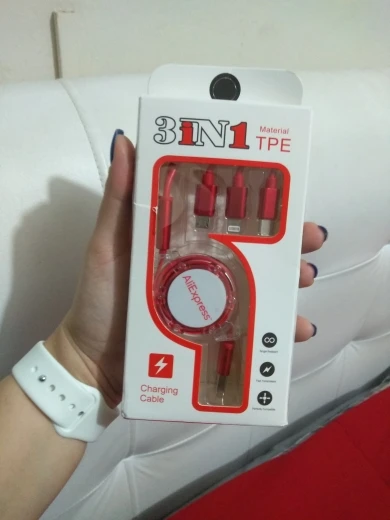 3IN1
Material
TPE
AliExpress
Charging
Cable